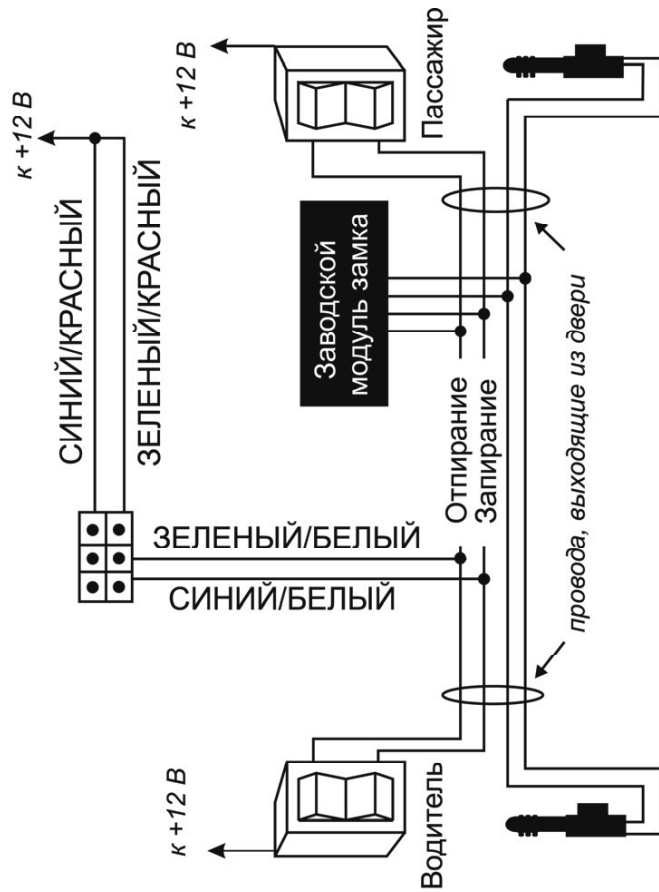 к +12 В
СИНИЙ/КРАСНЫЙ
ЗЕЛЕНЫЙ/КРАСНЫЙ
к +12 В
Пассажир
Заводской
модуль замка
ЗЕЛЕНЫЙ/БЕЛЫЙ
СИНИЙ/БЕЛЫЙ
Отпирание
Запирание
к +12 В
Водитель
провода, выходящие из двери